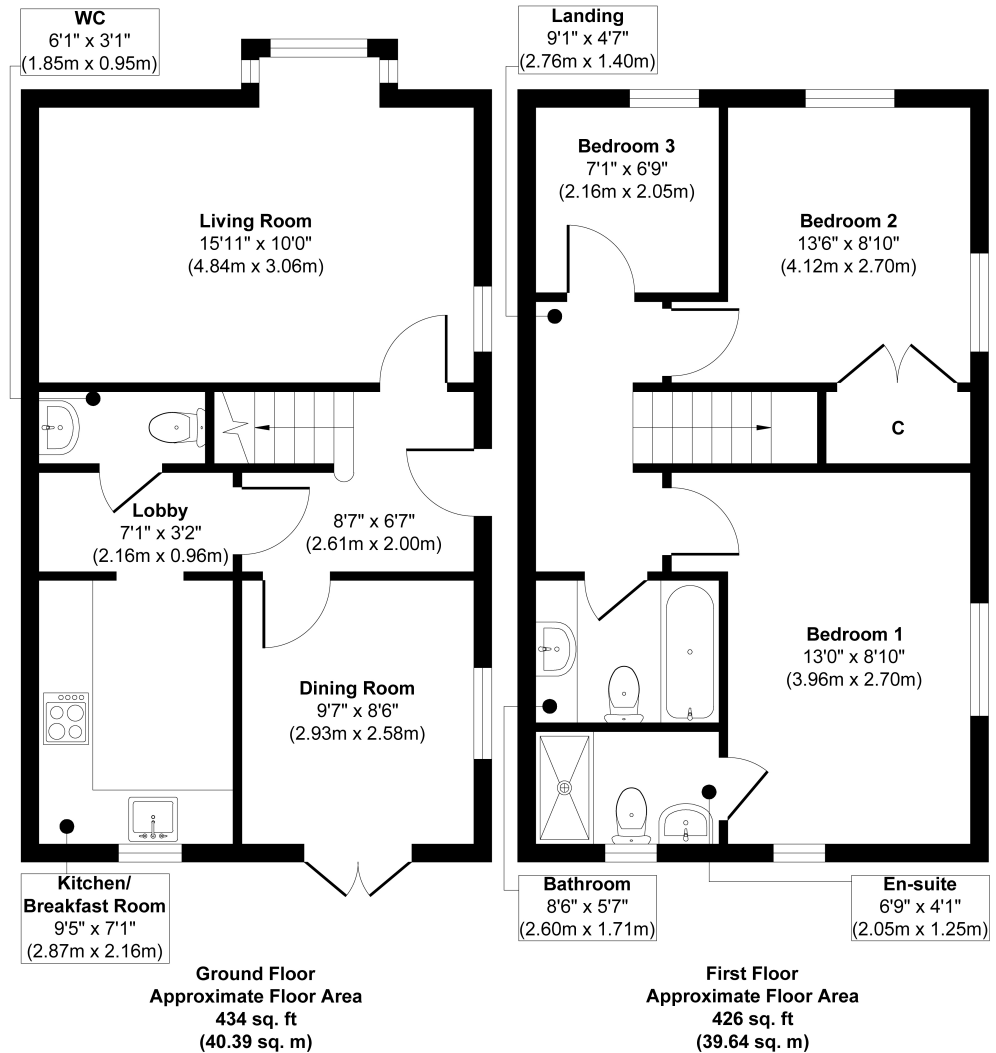 WC
6'1" x 3'1"
(1.85m x 0.95m)
Landing
9'1" x 4'7"
(2.76m x 1.40m)
Living Room
15'11" x 10'0"
(4.84m x 3.06m)
Bedroom 3
7'1" x 6'9"
(2.16m x 2.05m)
Bedroom 2
13'6" x 8'10"
(4.12m x 2.70m)
C
Lobby
7'1" x 3'2"
(2.16m x 0.96m)
8'7" x 6'7"
(2.61m x 2.00m)
Dining Room
9'7" x 8'6"
(2.93m x 2.58m)
Bedroom 1
13'0" x 8'10"
(3.96m x 2.70m)
Kitchen/
Breakfast Room
9'5" x 7'1"
(2.87m x 2.16m)
Bathroom
8'6" x 5'7"
(2.60m x 1.71m)
En-suite
6'9" x 4'1"
(2.05m x 1.25m)
Ground Floor
Approximate Floor Area
434 sq. ft
(40.39 sq. m)
First Floor
Approximate Floor Area
426 sq. ft
(39.64 sq. m)